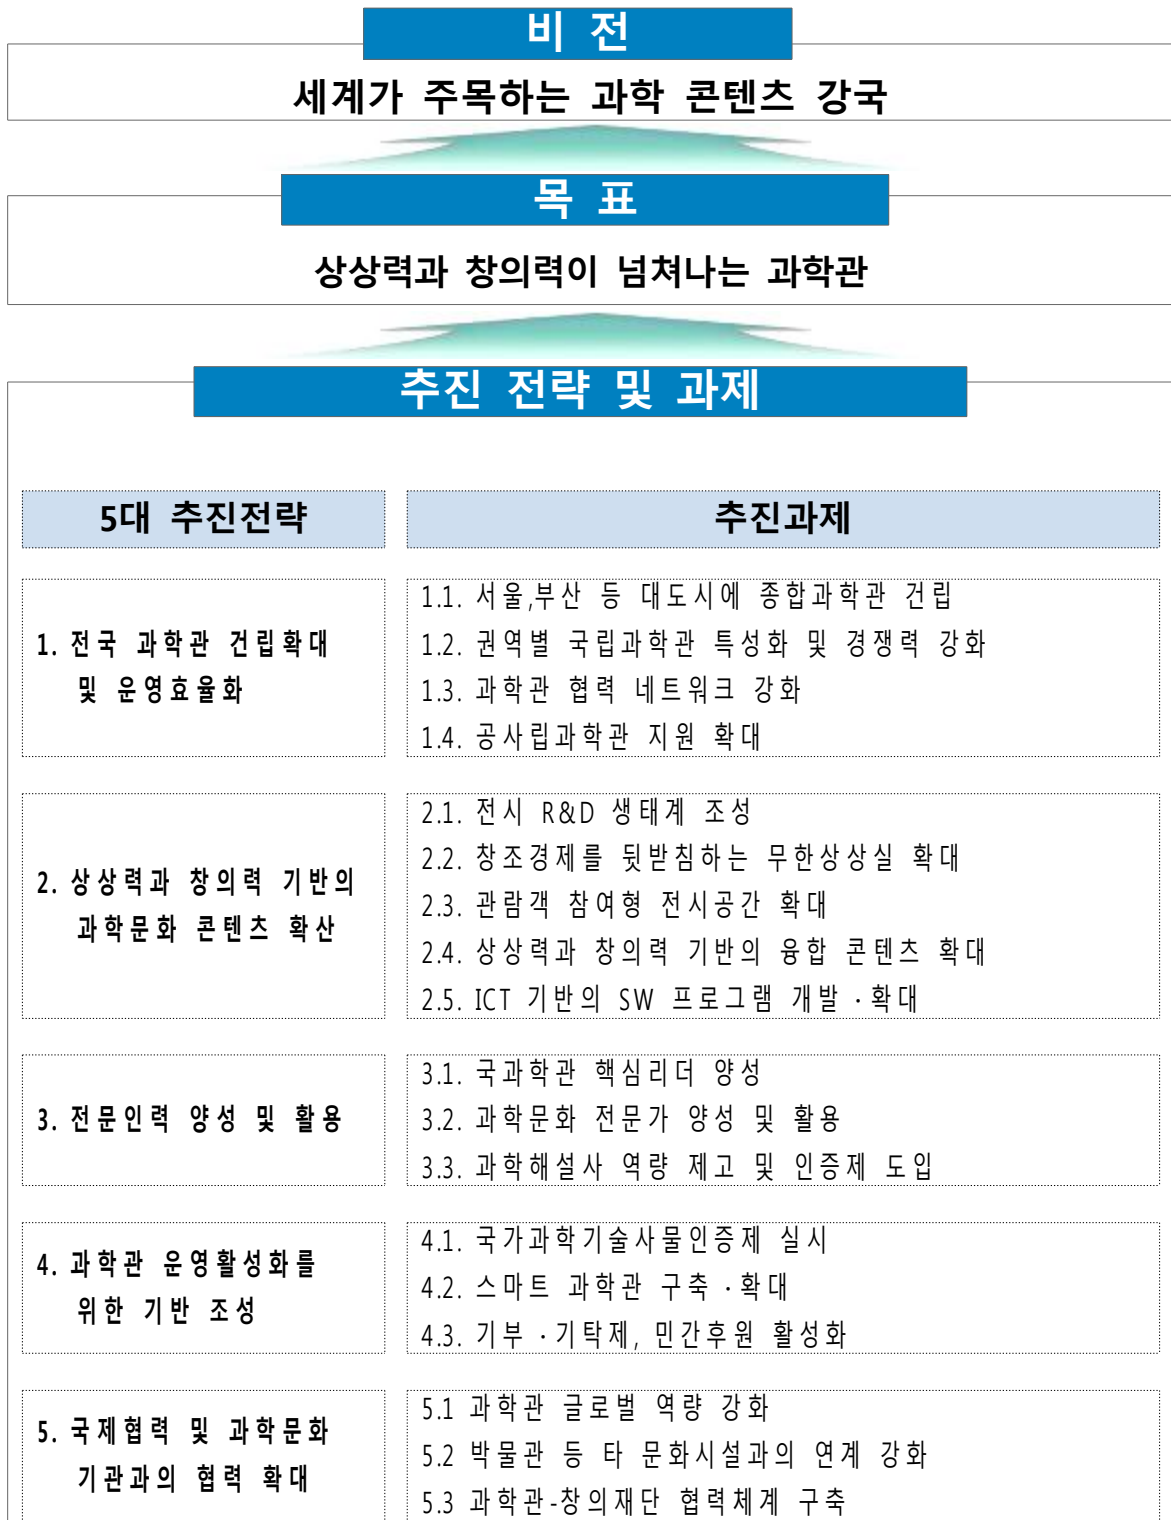 비 전
세계가 주목하는 과학 콘텐츠 강국
목 표
상상력과 창의력이 넘쳐나는 과학관
추진 전략 및 과제
5대 추진전략
추진과제
1. 전국 과학관 건립확대
및 운영효율화
1.1. 서울,부산 등 대도시에 종합과학관 건립
1.2. 권역별 국립과학관 특성화 및 경쟁력 강화
1.3. 과학관 협력 네트워크 강화
1.4. 공사립과학관 지원 확대
2. 상상력과 창의력 기반의
과학문화 콘텐츠 확산
2.1. 전시 R&D 생태계 조성
2.2. 창조경제를 뒷받침하는 무한상상실 확대
2.3. 관람객 참여형 전시공간 확대
2.4. 상상력과 창의력 기반의 융합 콘텐츠 확대
2.5. ICT 기반의 SW 프로그램 개발·확대
3. 전문인력 양성 및 활용
3.1. 국과학관 핵심리더 양성
3.2. 과학문화 전문가 양성 및 활용
3.3. 과학해설사 역량 제고 및 인증제 도입
4. 과학관 운영활성화를
위한 기반 조성
4.1. 국가과학기술사물인증제 실시
4.2. 스마트 과학관 구축·확대
4.3. 기부·기탁제, 민간후원 활성화
5. 국제협력 및 과학문화
기관과의 협력 확대
5.1 과학관 글로벌 역량 강화
5.2 박물관 등 타 문화시설과의 연계 강화
5.3 과학관-창의재단 협력체계 구축